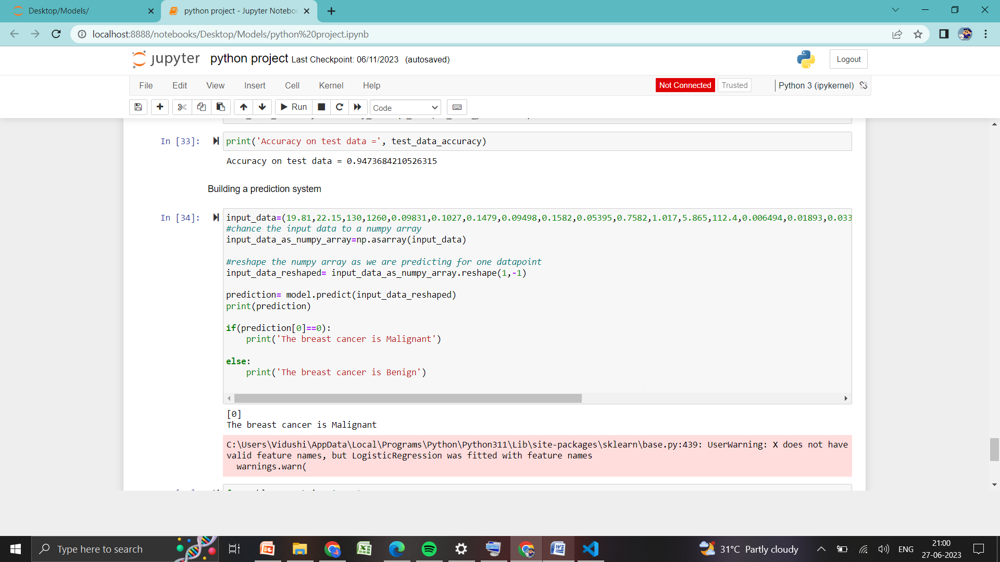 Desktop/Models/
python project - Jupyter Noteboo
localhost:8888/notebooks/Desktop/Models/python%20project.ipynb
jupyter python project Last Checkpoint: 06/11/2023 (autosaved)
Logout
File Edit View Insert Cell Kernel Help
Not Connected Trusted Python 3 (ipykernel)
Run Code
In [33]: print('Accuracy on test data =', test_data_accuracy)
Accuracy on test data = 0.9473684210526315
Building a prediction system
In [34]: input_data=(19.81,22.15,130,1260,0.09831,0.1027,0.1479,0.09498,0.1582,0.05395,0.7582,1.017,5.865,112.4,0.006494,0.01893,0.033
#chance the input data to a numpy array
input_data_as_numpy_array=np.asarray(input_data)
#reshape the numpy array as we are predicting for one datapoint
input_data_reshaped= input_data_as_numpy_array.reshape(1,-1)
prediction= model.predict(input_data_reshaped)
print(prediction)
if(prediction[0]==0):
    print('The breast cancer is Malignant')
else:
    print('The breast cancer is Benign')
[0]
The breast cancer is Malignant
C:\Users\Vidushi\AppData\Local\Programs\Python\Python311\Lib\site-packages\sklearn\base.py:439: UserWarning: X does not have
valid feature names, but LogisticRegression was fitted with feature names
  warnings.warn(
Type here to search
31°C Partly cloudy
ENG
21:00
27-06-2023